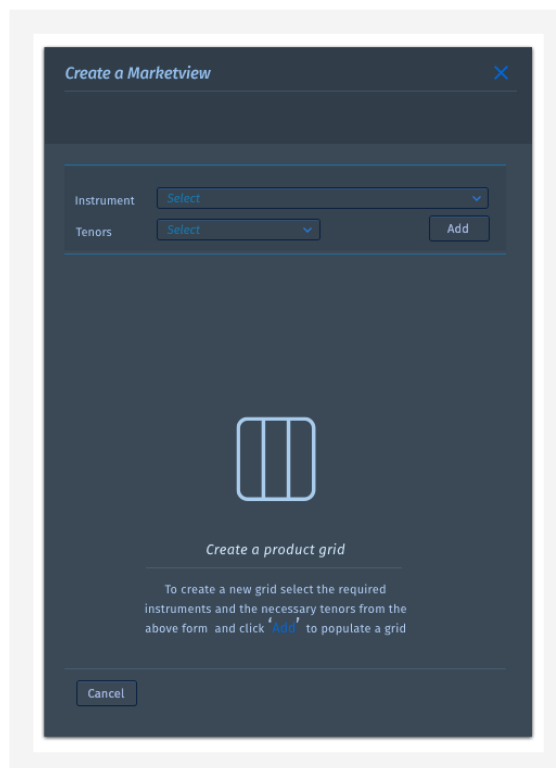 Create a Marketview
Instrument Select
Tenors Select Add
Create a product grid
To create a new grid select the required
instruments and the necessary tenors from the
above form and click ‘Add’ to populate a grid
Cancel